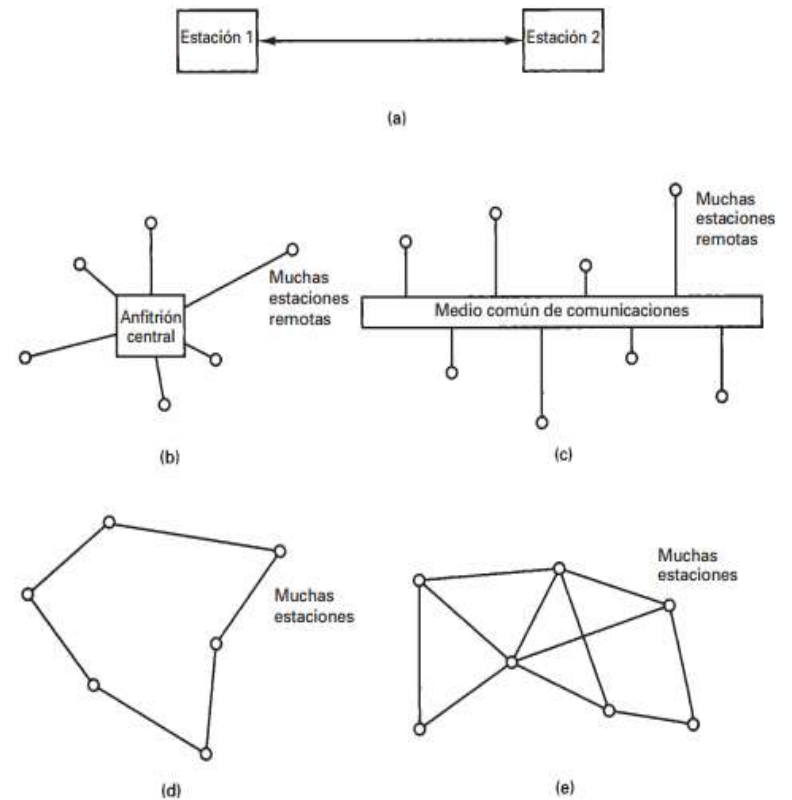 Estación 1
Estación 2
(a)
Muchas
estaciones
remotas
Anfitrión
central
(b)
Muchas
estaciones
remotas
Medio común de comunicaciones
(c)
Muchas
estaciones
(d)
Muchas
estaciones
(e)